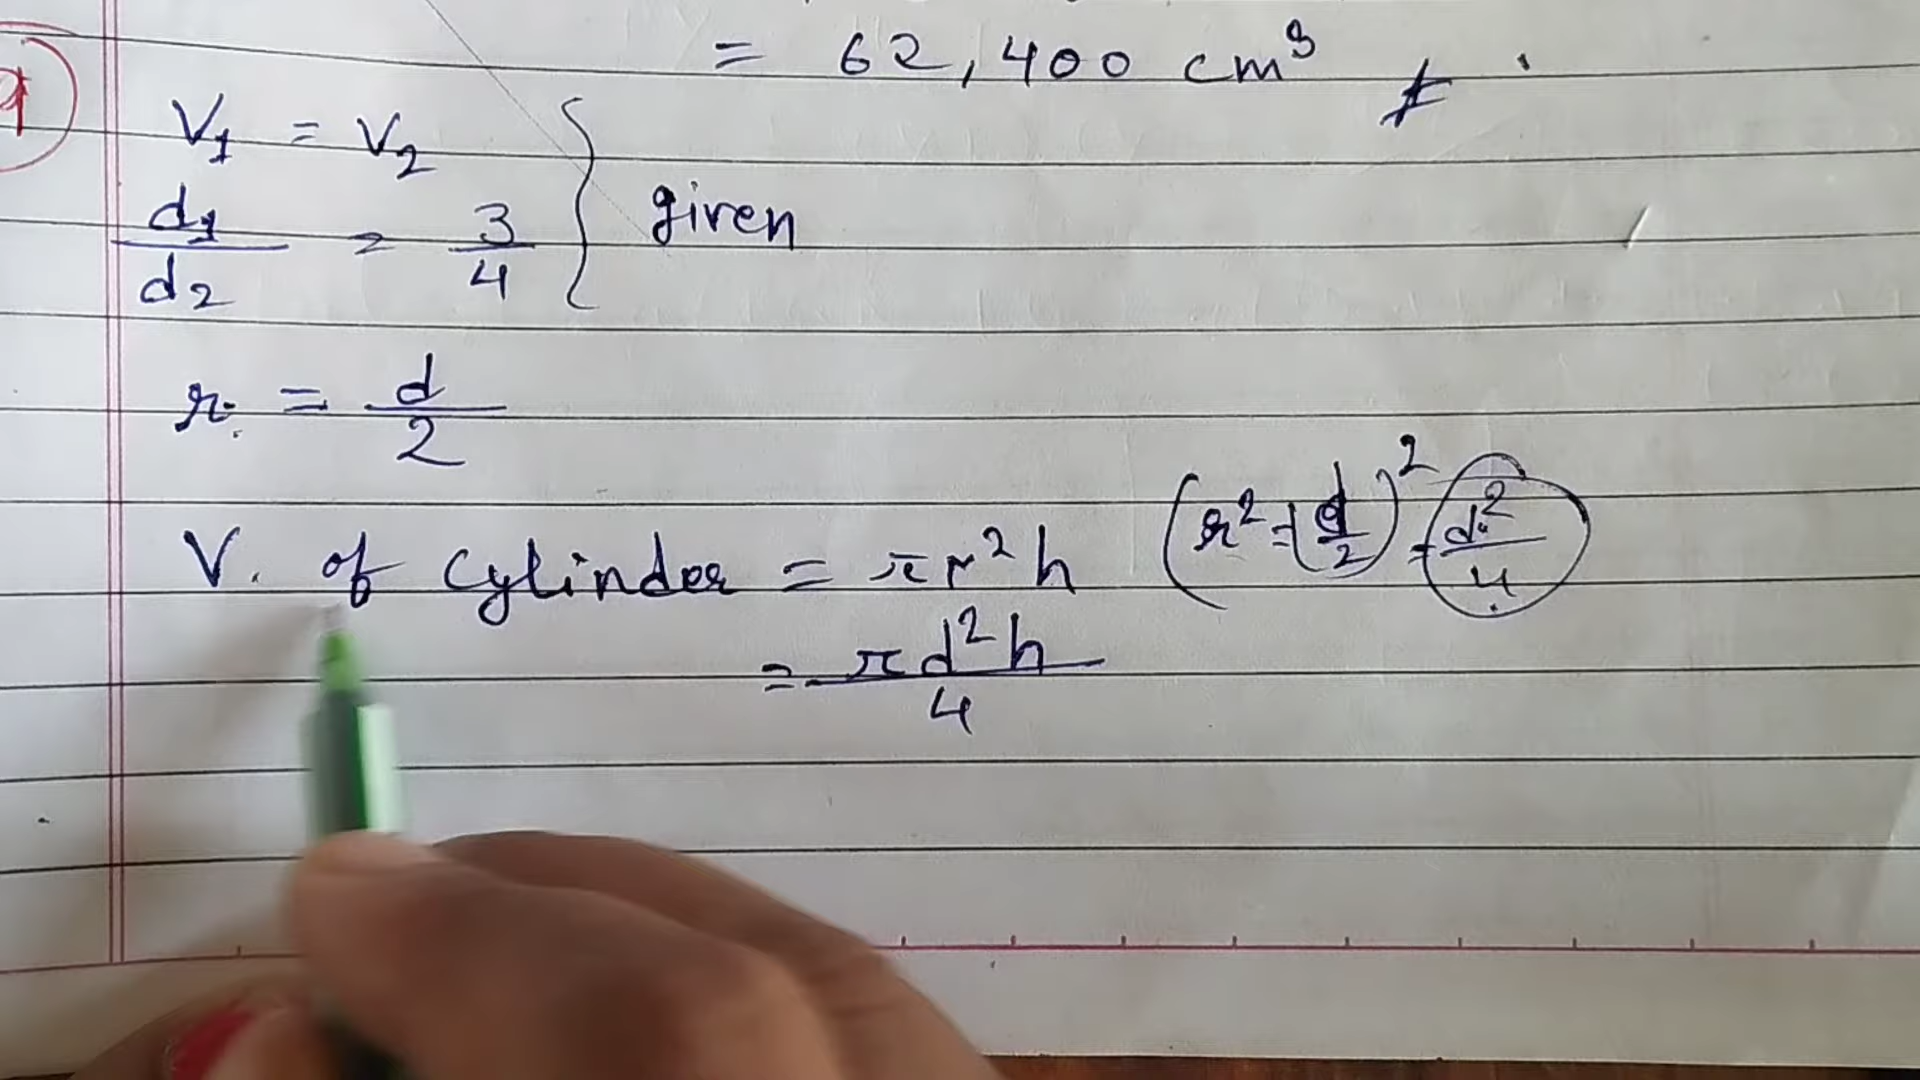 = 62,400 cm³
V₁ = V₂
d₁/d₂ = 3/4 } given
r = d/2
V. of cylinder = πr²h (r² = (d/2)² = d²/4
= πd²h/4